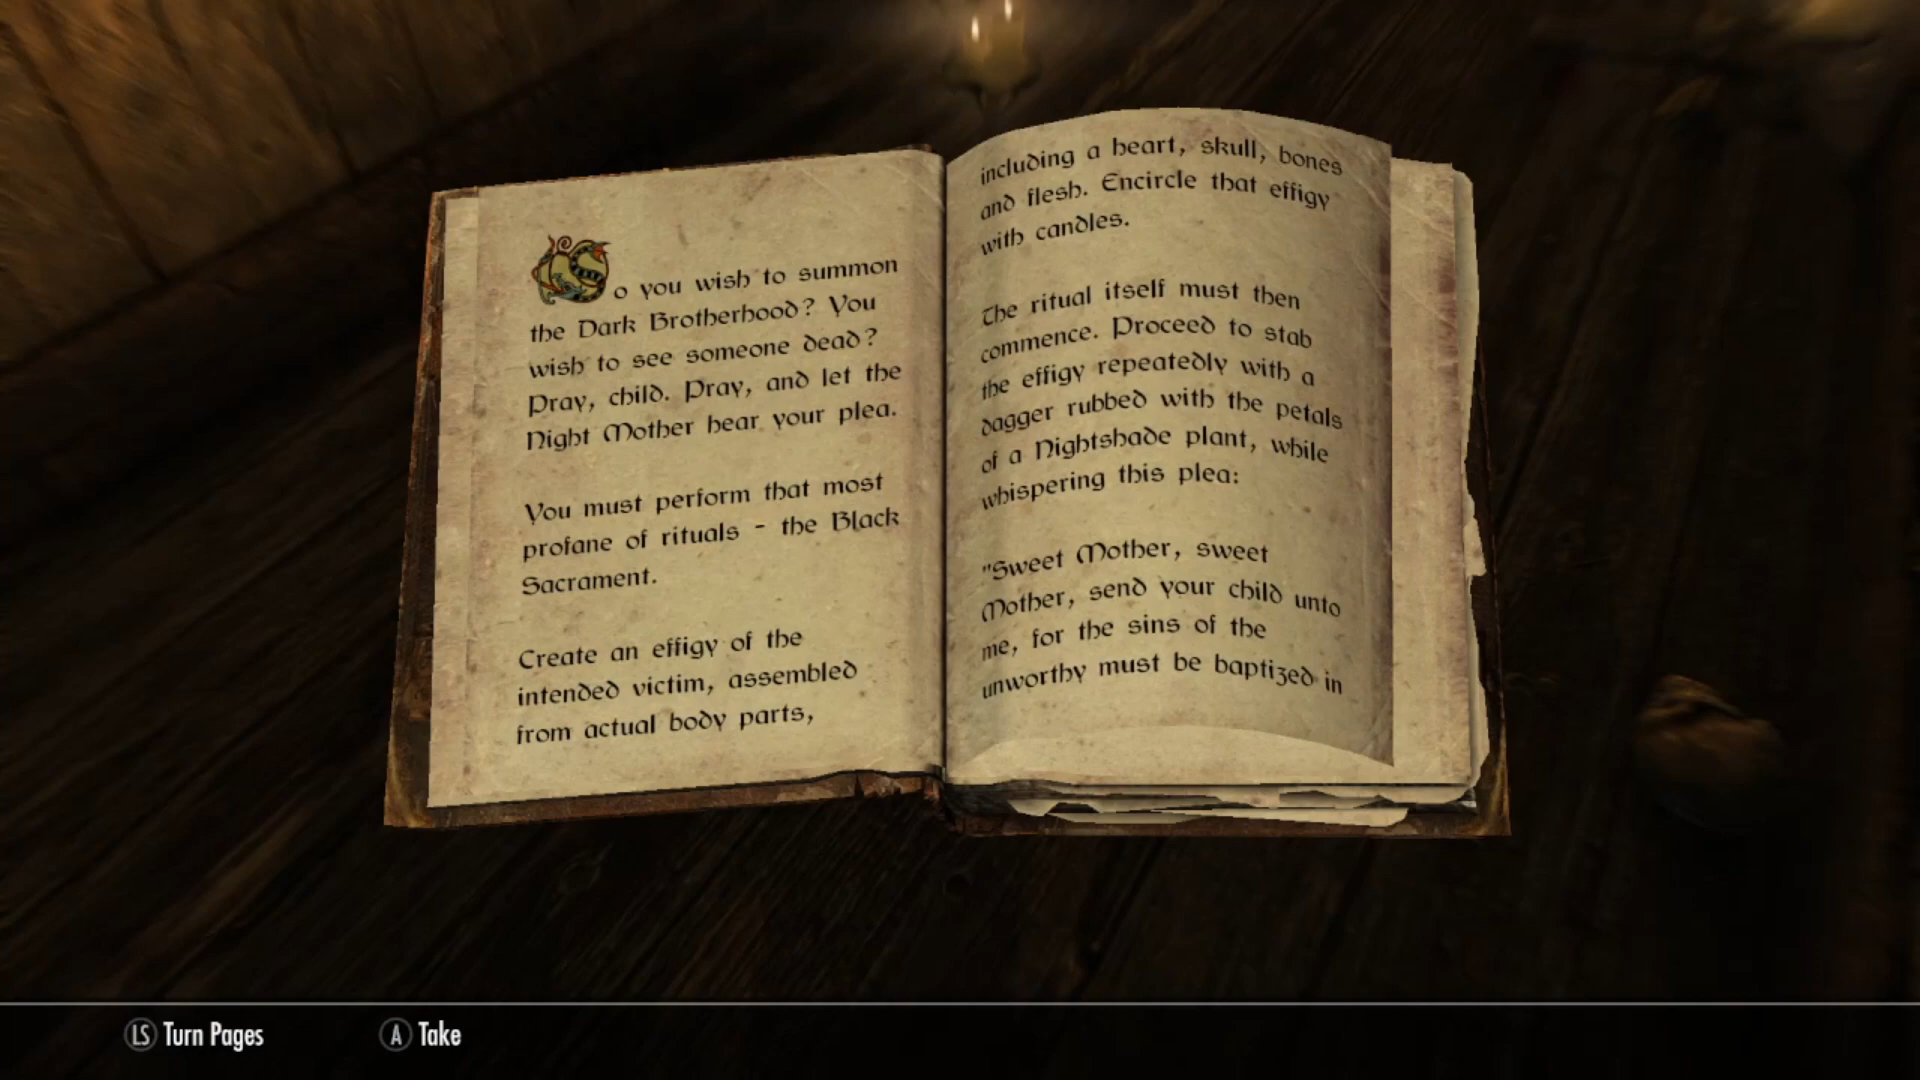 So you wish to summon
the Dark Brotherhood? You
wish to see someone dead?
Pray, child. Pray, and let the
Night Mother hear your plea.
You must perform that most
profane of rituals - the Black
Sacrament.
Create an effigy of the
intended victim, assembled
from actual body parts,
including a heart, skull, bones
and flesh. Encircle that effigy
with candles.
The ritual itself must then
commence. Proceed to stab
the effigy repeatedly with a
dagger rubbed with the petals
of a Nightshade plant, while
whispering this plea:
"Sweet Mother, sweet
Mother, send your child unto
me, for the sins of the
unworthy must be baptized in
LS Turn Pages
A Take